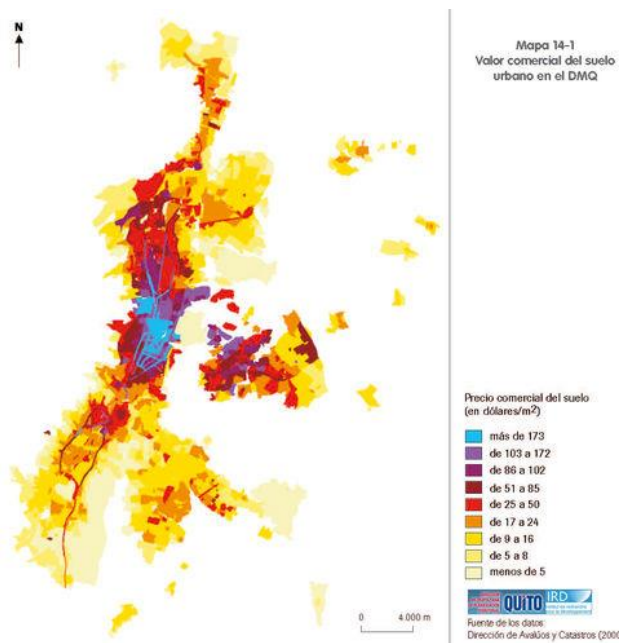 N
Mapa 14-1
Valor comercial del suelo
urbano en el DMQ
Precio comercial del suelo
(en dólares/m2)
más de 173
de 103 a 172
de 86 a 102
de 51 a 85
de 25 a 50
de 17 a 24
de 9 a 16
de 5 a 8
menos de 5
0 4 000 m
QUITO
IRD
Fuente de los datos:
Dirección de Avalúos y Catastros (2000